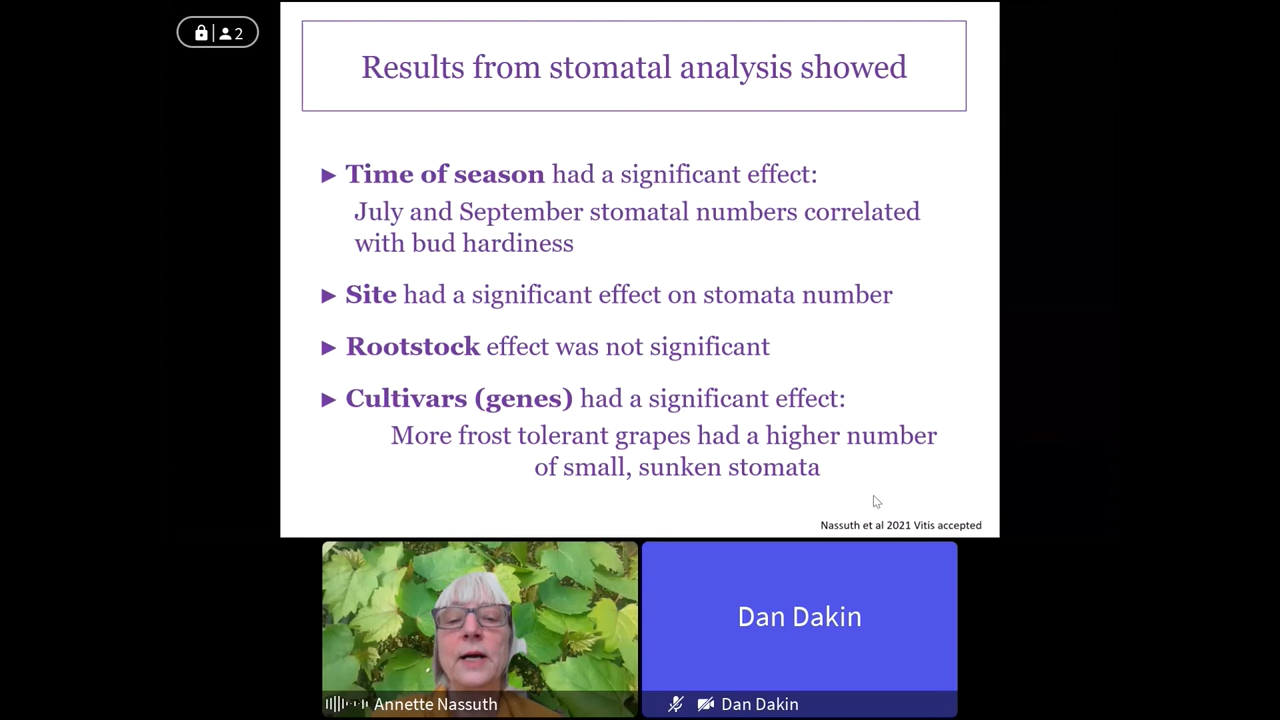 2
Results from stomatal analysis showed
► Time of season had a significant effect:
July and September stomatal numbers correlated
with bud hardiness
► Site had a significant effect on stomata number
► Rootstock effect was not significant
► Cultivars (genes) had a significant effect:
More frost tolerant grapes had a higher number
of small, sunken stomata
Nassuth et al 2021 Vitis accepted
Dan Dakin
Annette Nassuth
Dan Dakin